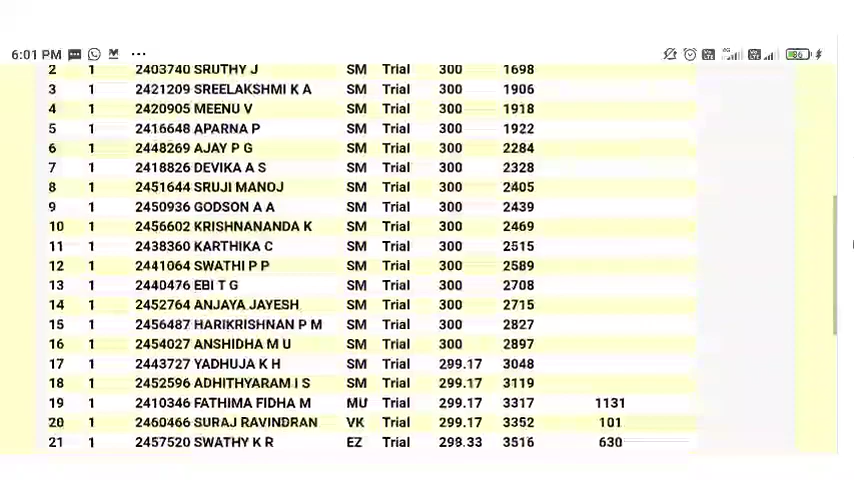 6:01 PM ...
2 1 2403740 SRUTHY J SM Trial 300 1698
3 1 2421209 SREELAKSHMI K A SM Trial 300 1906
4 1 2420905 MEENU V SM Trial 300 1918
5 1 2416648 APARNA P SM Trial 300 1922
6 1 2448269 AJAY P G SM Trial 300 2284
7 1 2418826 DEVIKA A S SM Trial 300 2328
8 1 2451644 SRUJI MANOJ SM Trial 300 2405
9 1 2450936 GODSON A A SM Trial 300 2439
10 1 2456602 KRISHNANANDA K SM Trial 300 2469
11 1 2438360 KARTHIKA C SM Trial 300 2515
12 1 2441064 SWATHI P P SM Trial 300 2589
13 1 2440476 EBI T G SM Trial 300 2708
14 1 2452764 ANJAYA JAYESH SM Trial 300 2715
15 1 2456487 HARIKRISHNAN P M SM Trial 300 2827
16 1 2454027 ANSHIDHA M U SM Trial 300 2897
17 1 2443727 YADHUJA K H SM Trial 299.17 3048
18 1 2452596 ADHITHYARAM I S SM Trial 299.17 3119
19 1 2410346 FATHIMA FIDHA M MU Trial 299.17 3317 1131
20 1 2460466 SURAJ RAVINDRAN VK Trial 299.17 3352 101
21 1 2457520 SWATHY K R EZ Trial 298.33 3516 630